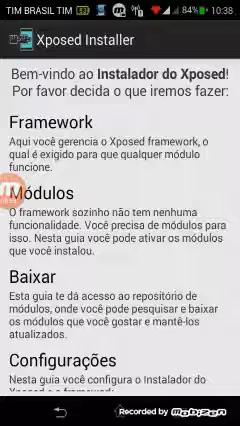 TIM BRASIL TIM 84% 10:38
Xposed Installer
Bem-vindo ao Instalador do Xposed!
Por favor decida o que iremos fazer:
Framework
Aqui você gerencia o Xposed framework, o
qual é exigido para que qualquer módulo
funcione.
Módulos
O framework sozinho não tem nenhuma
funcionalidade. Você precisa de módulos para
isso. Nesta guia você pode ativar os módulos
que você instalou.
Baixar
Esta guia te dá acesso ao repositório de
módulos, onde você pode pesquisar e baixar
os módulos que você gostar e mantê-los
atualizados.
Configurações
Nesta guia você configura o Instalador do
Xposed e o framework.
Recorded by mobizen